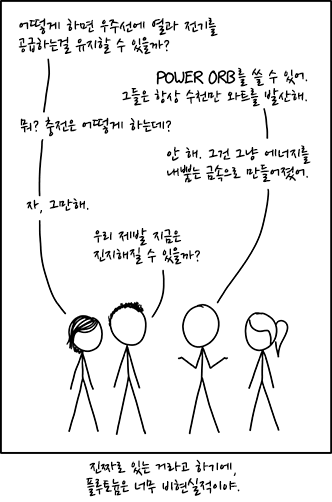 어떻게 하면 우주선에 열라 전기를
공급하는걸 유지할 수 있을까?
POWER ORB를 쓸 수 있어.
그들은 항상 수천만 와트를 발산해.
뭐? 충전은 어떻게 하는데?
안 해. 그건 그냥 에너지를
내뿜는 금속으로 만들어졌어.
자, 그만해.
우리 제발 지금은
진지해질 수 있을까?
진짜로 있는 거라고 하기에,
플루토늄은 너무 비현실적이야.